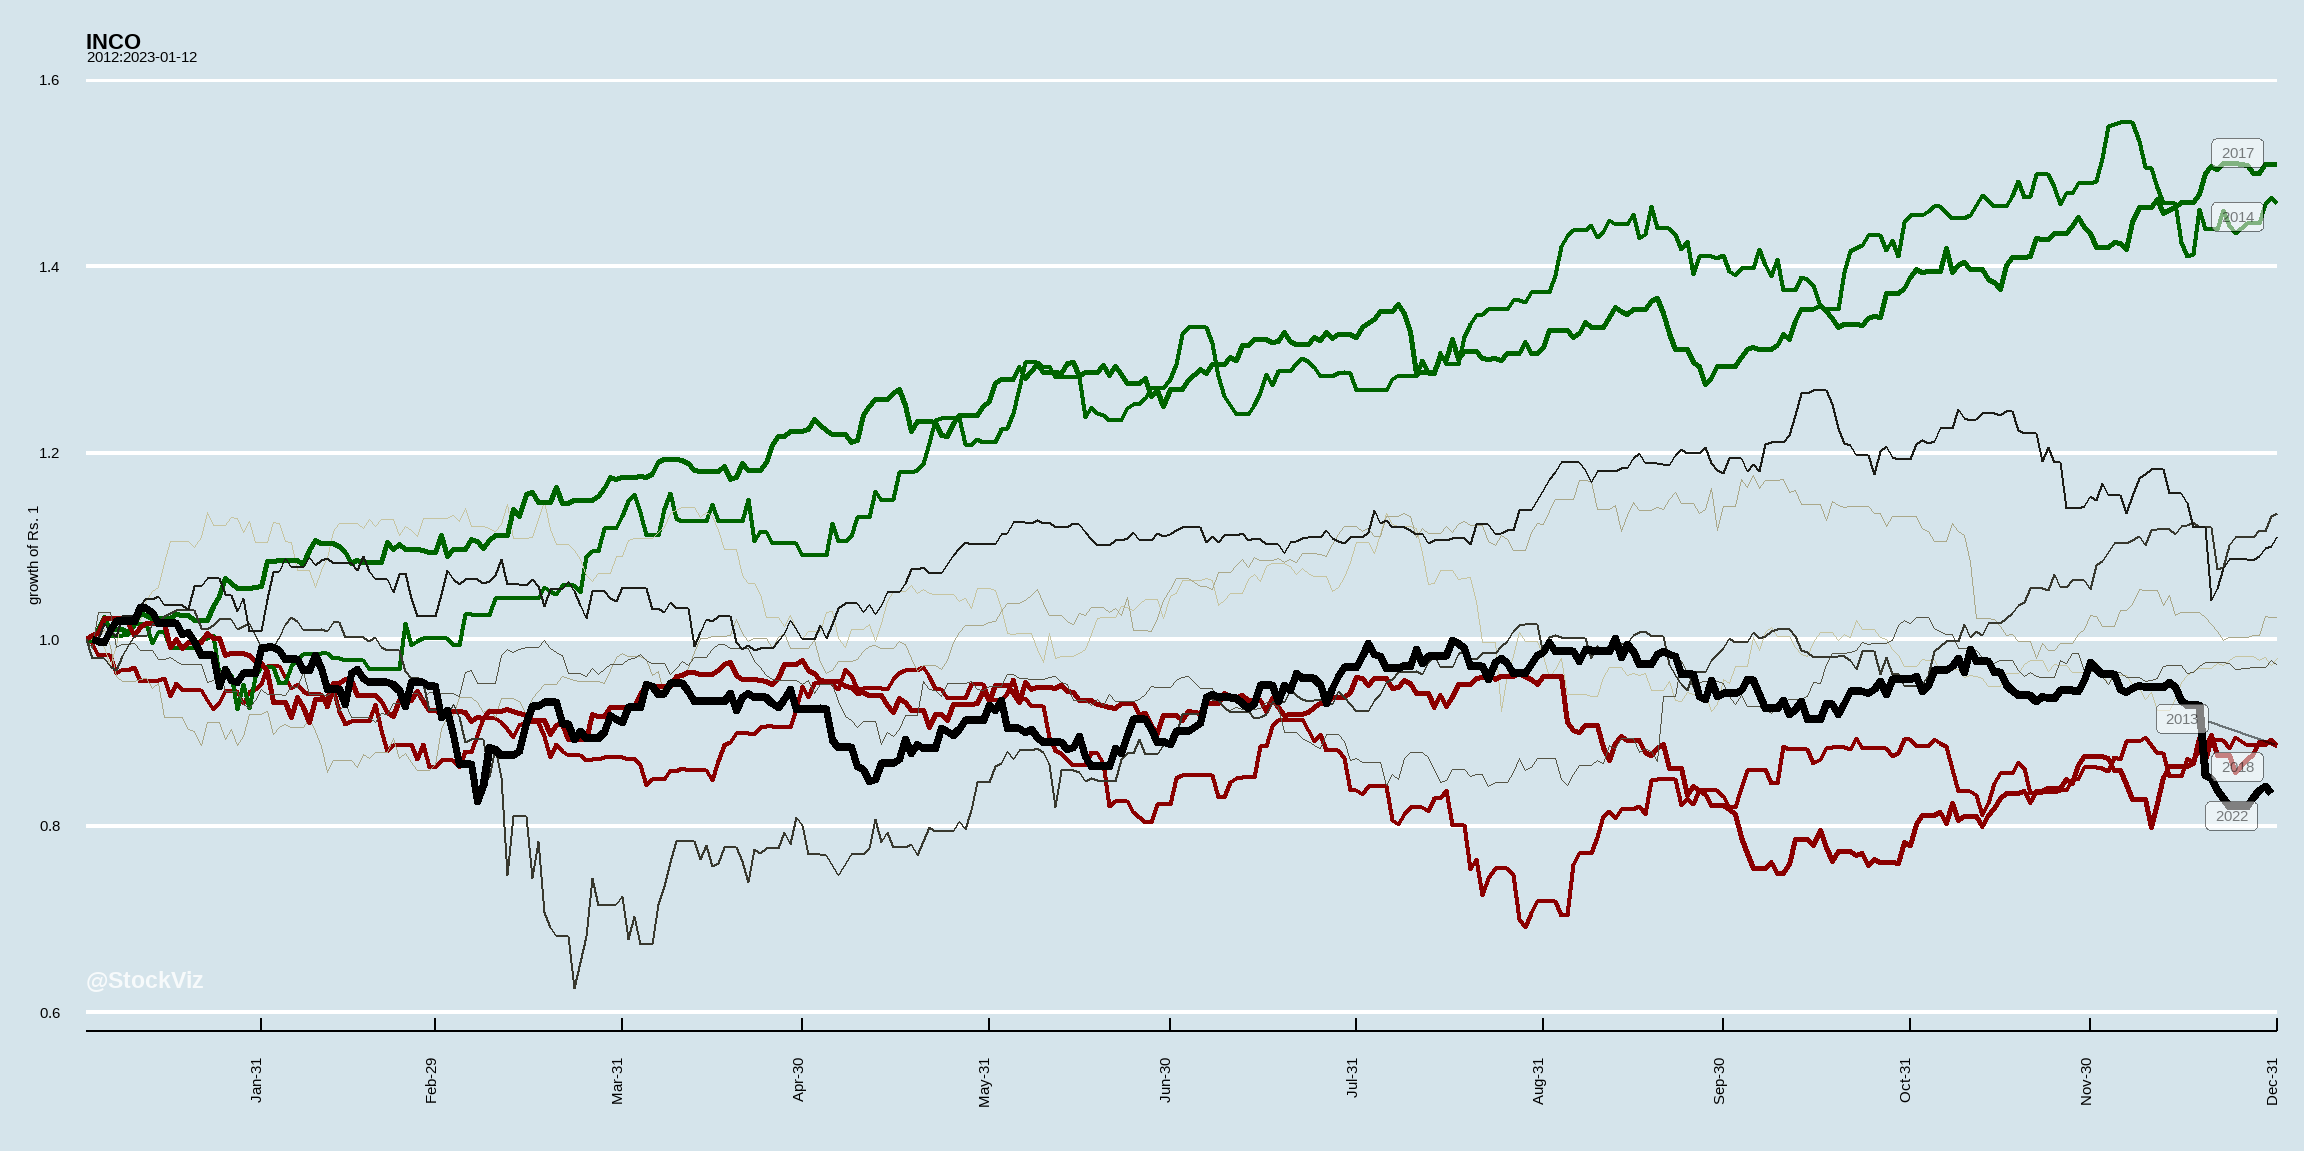 INCO
2012:2023-01-12
1.6
1.4
1.2
1.0
0.8
0.6
growth of Rs. 1
2017
2014
2013
2018
2022
@StockViz
Jan-31
Feb-29
Mar-31
Apr-30
May-31
Jun-30
Jul-31
Aug-31
Sep-30
Oct-31
Nov-30
Dec-31